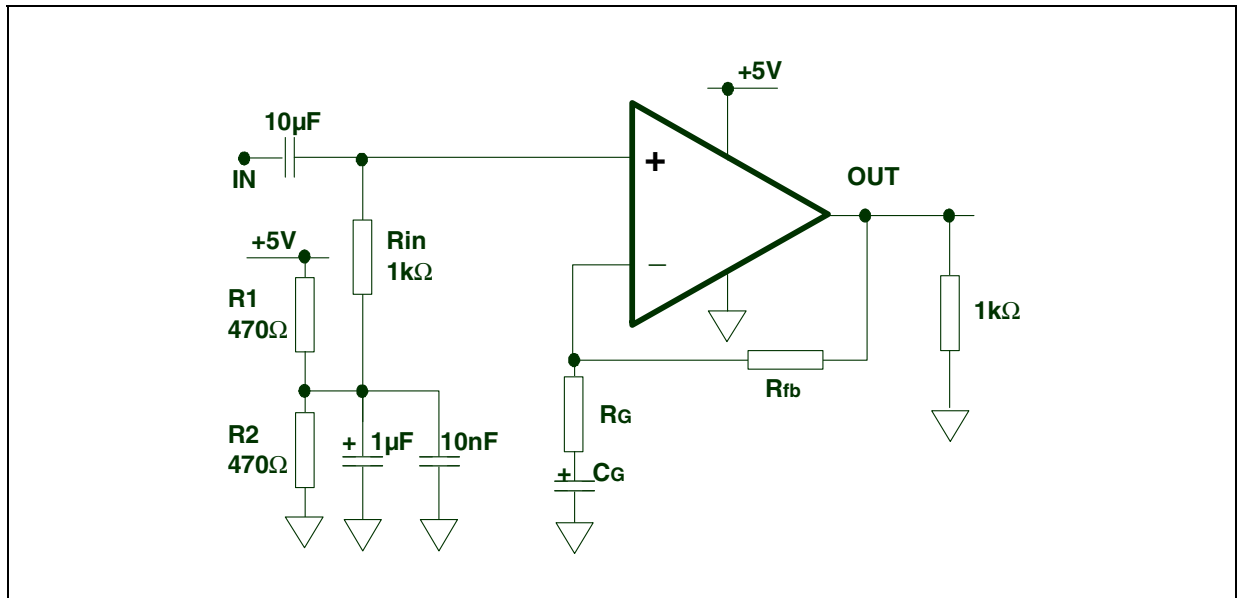 +5V
10µF
+
OUT
IN
+5V
Rin
1kΩ
–
R1
470Ω
1kΩ
Rfb
RG
R2
470Ω
+ 1µF
10nF
+ CG